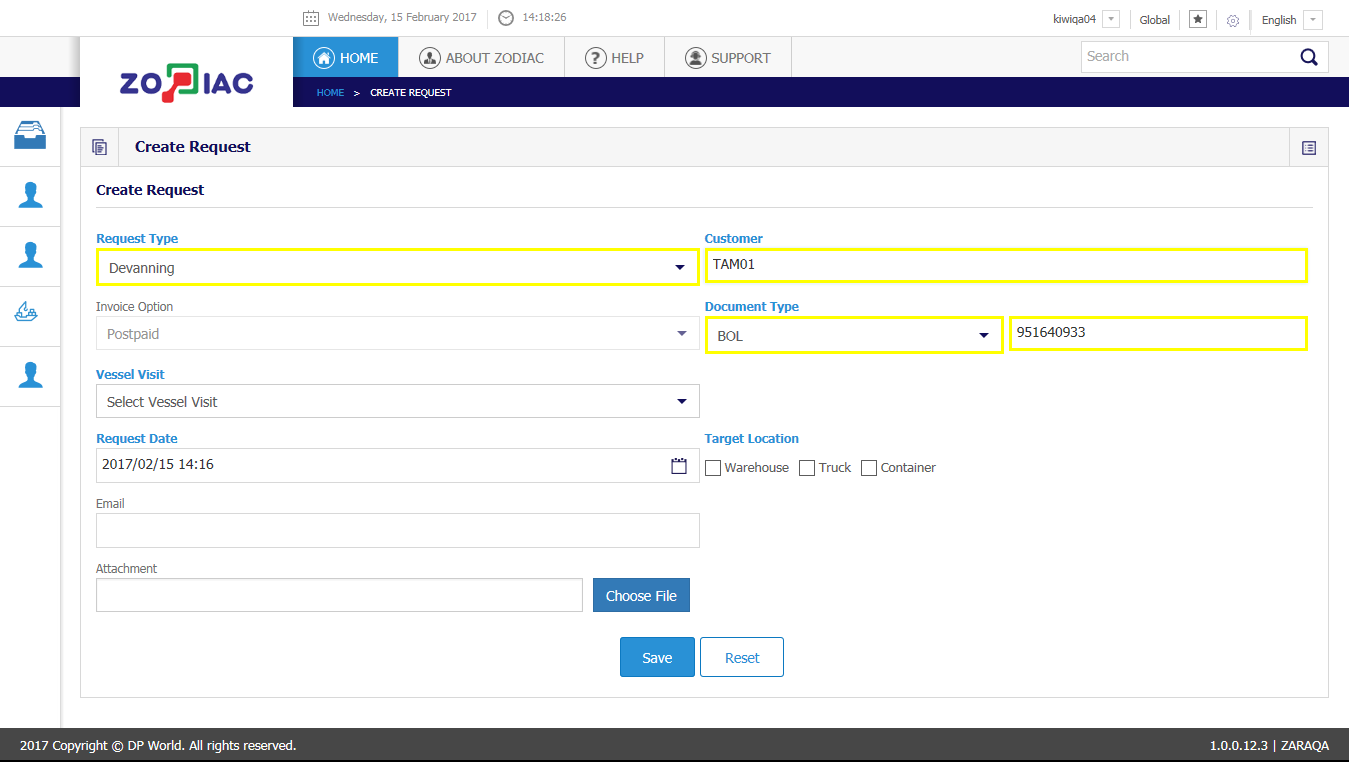 Wednesday, 15 February 2017 14:18:26 kiwiqa04 Global English
ZODIAC HOME ABOUT ZODIAC HELP SUPPORT Search
HOME > CREATE REQUEST
Create Request
Create Request
Request Type Customer
Devanning TAM01
Invoice Option Document Type
Postpaid BOL 951640933
Vessel Visit
Select Vessel Visit
Request Date Target Location
2017/02/15 14:16 Warehouse Truck Container
Email
Attachment
Choose File
Save Reset
2017 Copyright © DP World. All rights reserved. 1.0.0.12.3 | ZARAQA